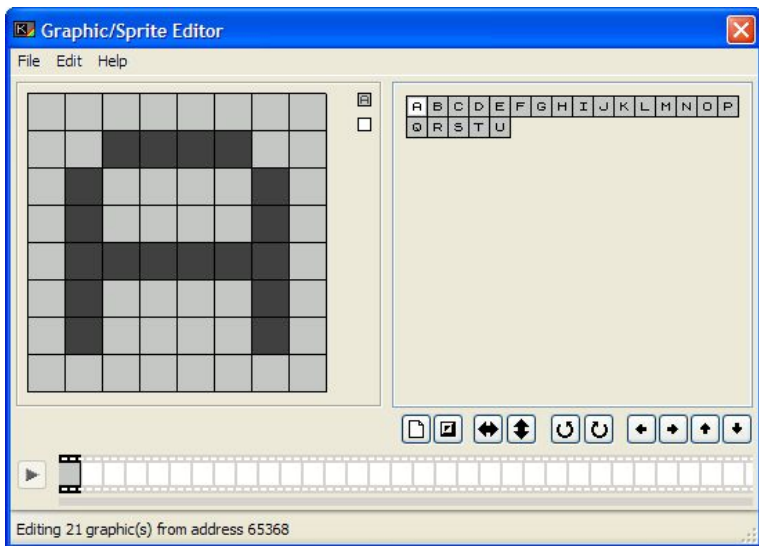 Graphic/Sprite Editor
File Edit Help
A
A B C D E F G H I J K L M N O P
Q R S T U
Editing 21 graphic(s) from address 65368